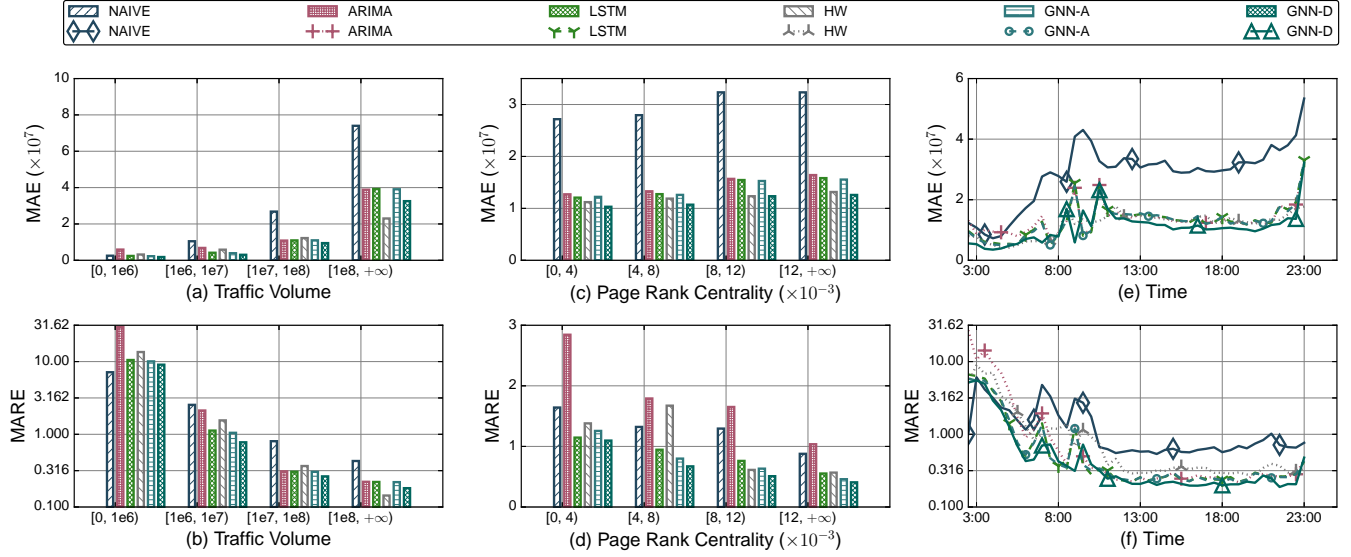 NAIVE ARIMA LSTM HW GNN-A GNN-D
NAIVE ARIMA LSTM HW GNN-A GNN-D
MAE (×10⁷)
10
8
6
4
2
0
[0, 1e6) [1e6, 1e7) [1e7, 1e8) [1e8, +∞)
(a) Traffic Volume
MAE (×10⁷)
3
2
1
0
[0, 4) [4, 8) [8, 12) [12, +∞)
(c) Page Rank Centrality (×10⁻³)
MAE (×10⁷)
6
4
2
0
3:00 8:00 13:00 18:00 23:00
(e) Time
MARE
31.62
10.00
3.162
1.000
0.316
0.100
[0, 1e6) [1e6, 1e7) [1e7, 1e8) [1e8, +∞)
(b) Traffic Volume
MARE
3
2
1
0
[0, 4) [4, 8) [8, 12) [12, +∞)
(d) Page Rank Centrality (×10⁻³)
MARE
31.62
10.00
3.162
1.000
0.316
0.100
3:00 8:00 13:00 18:00 23:00
(f) Time